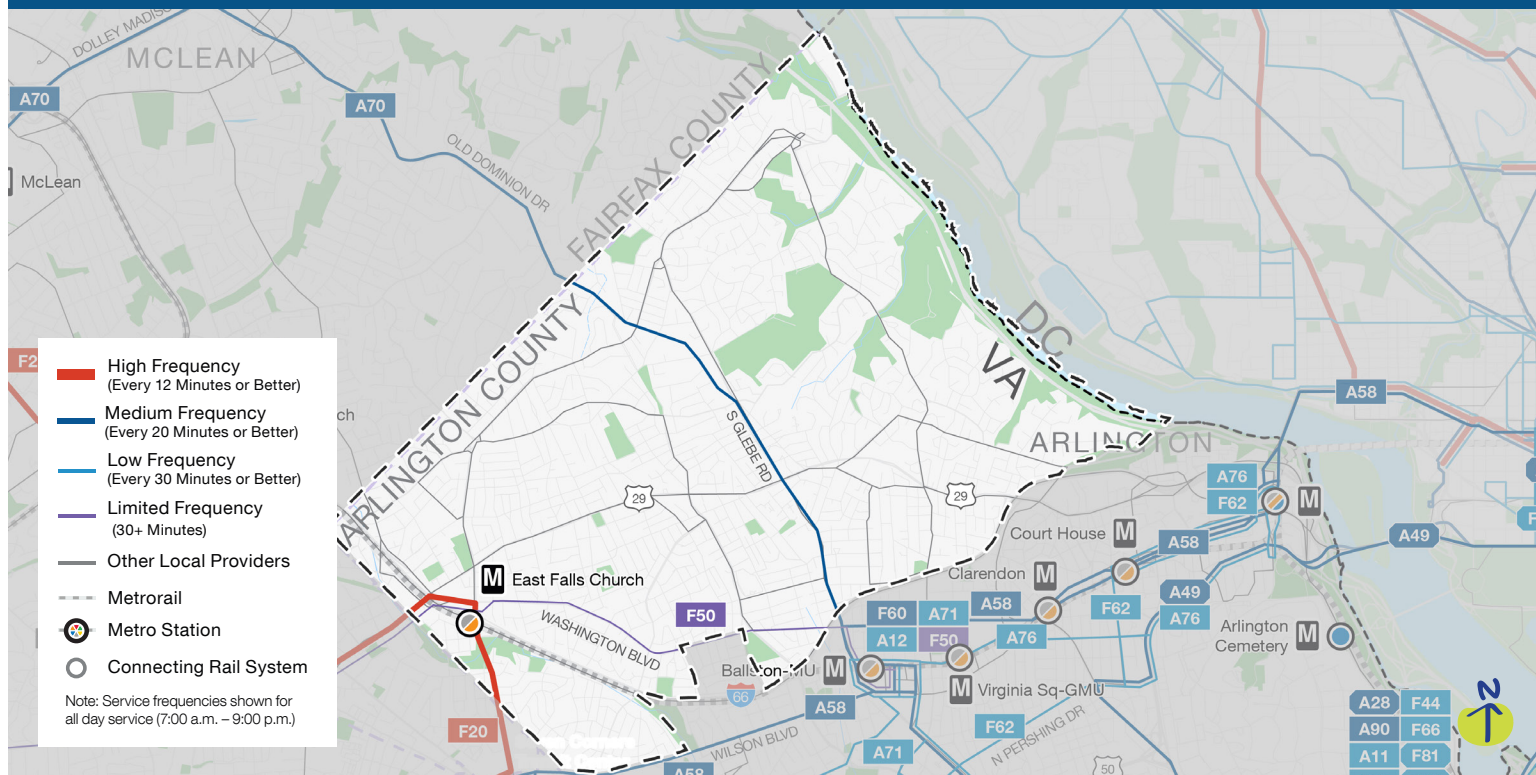 DOLLEY MADIS
MCLEAN
A70
A70
McLean
OLD DOMINION DR
FAIRFAX COUNTY
ARLINGTON COUNTY
DC
VA
ARLINGTON
S GLEBE RD
29
29
F2
ch
High Frequency
(Every 12 Minutes or Better)
Medium Frequency
(Every 20 Minutes or Better)
Low Frequency
(Every 30 Minutes or Better)
Limited Frequency
(30+ Minutes)
Other Local Providers
Metrorail
Metro Station
Connecting Rail System
Note: Service frequencies shown for
all day service (7:00 a.m. – 9:00 p.m.)
M East Falls Church
WASHINGTON BLVD
F50
F20
Ballston-MU M
66
A58
A58
WILSON BLVD
A71
F62
N PERSHING DR
50
F60 A71 A58
A12 F50 A76
M Virginia Sq-GMU
Clarendon M
Court House M
A58
F62
A49
A76
A76
F62
M
A58
A49
F
Arlington
Cemetery M
A28 F44
A90 F66
A11 F81
N